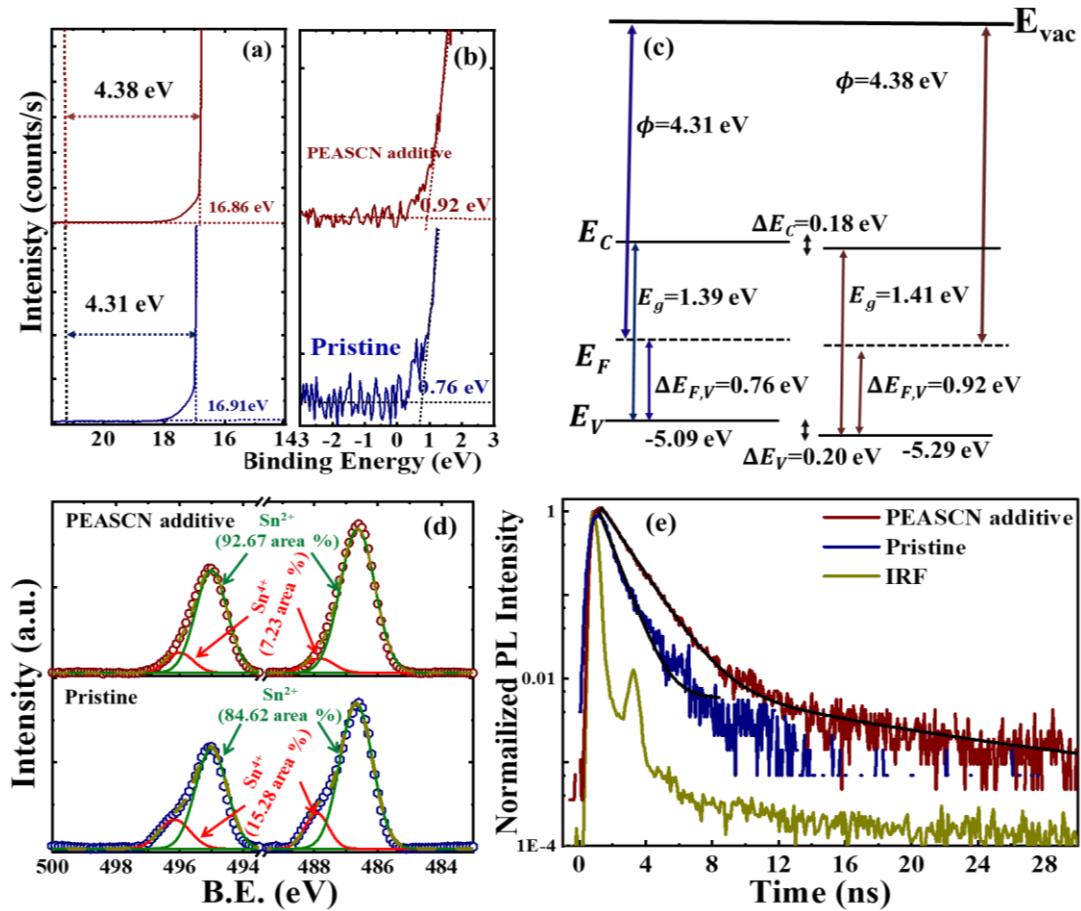 (a)
4.38 eV
16.86 eV
4.31 eV
16.91eV
20
18
16
14
Intenisty (counts/s)
(b)
PEASCN additive
0.92 eV
Pristine
0.76 eV
-3
-2
-1
0
1
2
3
Binding Energy (eV)
(c)
E_vac
ϕ=4.38 eV
ϕ=4.31 eV
E_C
ΔE_C=0.18 eV
E_g=1.39 eV
E_g=1.41 eV
E_F
ΔE_F,V=0.76 eV
ΔE_F,V=0.92 eV
E_V
-5.09 eV
ΔE_V=0.20 eV
-5.29 eV
(d)
PEASCN additive
Sn2+
(92.67 area %)
Sn4+
(7.23 area %)
Pristine
Sn2+
(84.62 area %)
Sn4+
(15.28 area %)
Intensity (a.u.)
500
498
496
494
488
486
484
B.E. (eV)
(e)
PEASCN additive
Pristine
IRF
1
0.01
1E-4
Normalized PL Intensity
0
4
8
12
16
20
24
28
Time (ns)